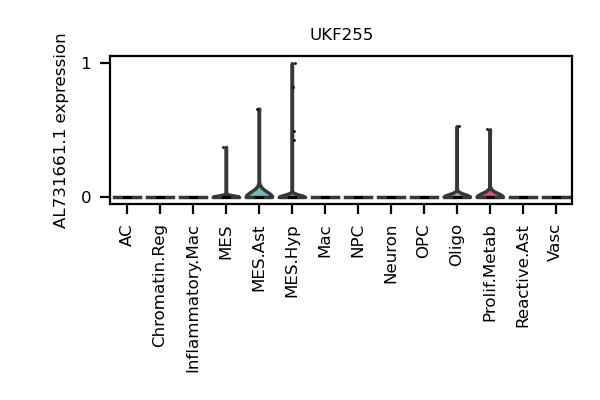 UKF255
AL731661.1 expression
1
0
AC
Chromatin.Reg
Inflammatory.Mac
MES
MES.Ast
MES.Hyp
Mac
NPC
Neuron
OPC
Oligo
Prolif.Metab
Reactive.Ast
Vasc